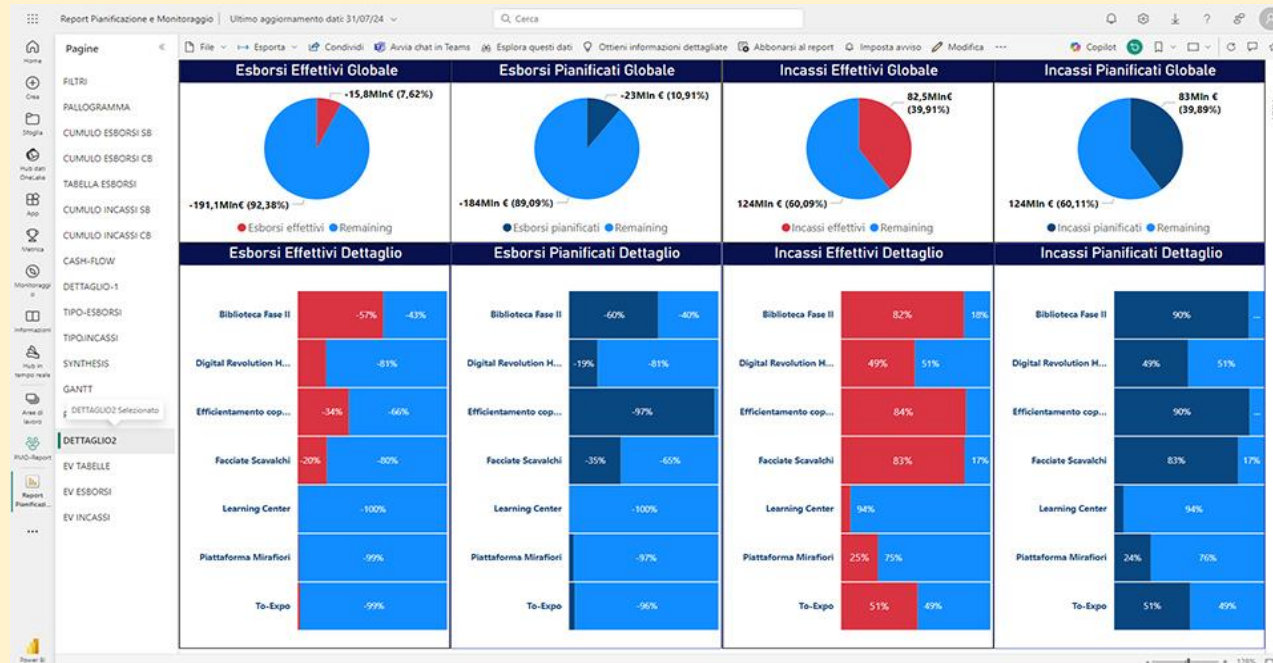 Report Pianificazione e Monitoraggio | Ultimo aggiornamento dati: 31/07/24
Cerca
Home
Crea
Sfoglia
Hub dati OneLake
App
Metrica
Monitoraggio
Informazioni
Hub in tempo reale
Aree di lavoro
PMO-Report
Report Pianificati...
Power BI
Pagine
FILTRI
PALLOGRAMMA
CUMULO ESBORSI SB
CUMULO ESBORSI CB
TABELLA ESBORSI
CUMULO INCASSI SB
CUMULO INCASSI CB
CASH-FLOW
DETTAGLIO-1
TIPO-ESBORSI
TIPO.INCASSI
SYNTHESIS
GANTT
DETTAGLIO2 Selezionato
DETTAGLIO2
EV TABELLE
EV ESBORSI
EV INCASSI
File Esporta Condividi Avvia chat in Teams Esplora questi dati Ottieni informazioni dettagliate Abbonarsi al report Imposta avviso Modifica ... Copilot
Esborsi Effettivi Globale
-15,8Mln€ (7,62%)
-191,1Mln€ (92,38%)
Esborsi effettivi Remaining
Esborsi Pianificati Globale
-23Mln € (10,91%)
-184Mln € (89,09%)
Esborsi pianificati Remaining
Incassi Effettivi Globale
82,5Mln€
(39,91%)
124Mln € (60,09%)
Incassi effettivi Remaining
Incassi Pianificati Globale
83Mln €
(39,89%)
124Mln € (60,11%)
Incassi pianificati Remaining
Esborsi Effettivi Dettaglio
Biblioteca Fase II -57% -43%
Digital Revolution H... -81%
Efficientamento cop... -34% -66%
Facciate Scavalchi -20% -80%
Learning Center -100%
Piattaforma Mirafiori -99%
To-Expo -99%
Esborsi Pianificati Dettaglio
Biblioteca Fase II -60% -40%
Digital Revolution H... -19% -81%
Efficientamento cop... -97%
Facciate Scavalchi -35% -65%
Learning Center -100%
Piattaforma Mirafiori -97%
To-Expo -96%
Incassi Effettivi Dettaglio
Biblioteca Fase II 82% 18%
Digital Revolution H... 49% 51%
Efficientamento cop... 84%
Facciate Scavalchi 83% 17%
Learning Center 94%
Piattaforma Mirafiori 25% 75%
To-Expo 51% 49%
Incassi Pianificati Dettaglio
Biblioteca Fase II 90% ...
Digital Revolution H... 49% 51%
Efficientamento cop... 90% ...
Facciate Scavalchi 83% 17%
Learning Center 94%
Piattaforma Mirafiori 24% 76%
To-Expo 51% 49%
128%